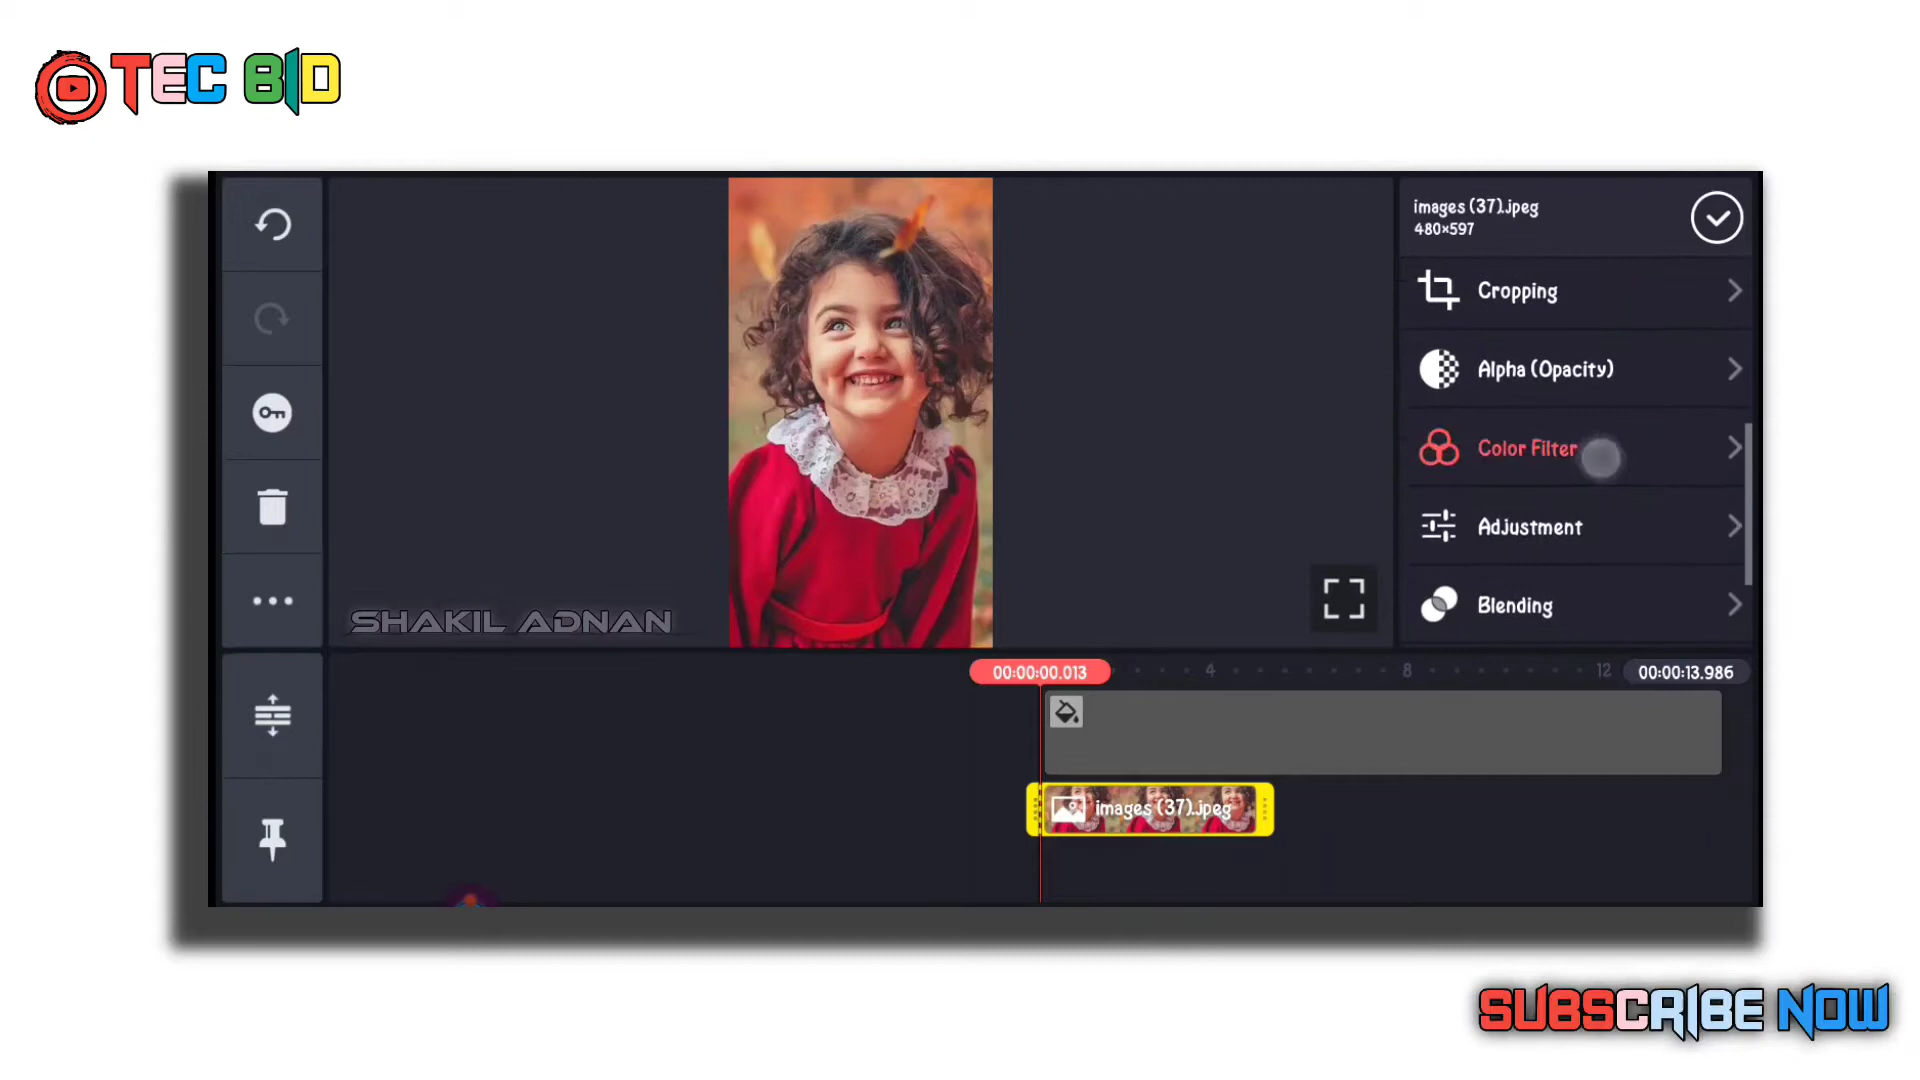 TEC BD
images (37).jpeg
480×597
Cropping
Alpha (Opacity)
Color Filter
Adjustment
Blending
SHAKIL ADNAN
00:00:00.013
4
8
12
00:00:13.986
images (37).jpeg
SUBSCRIBE NOW